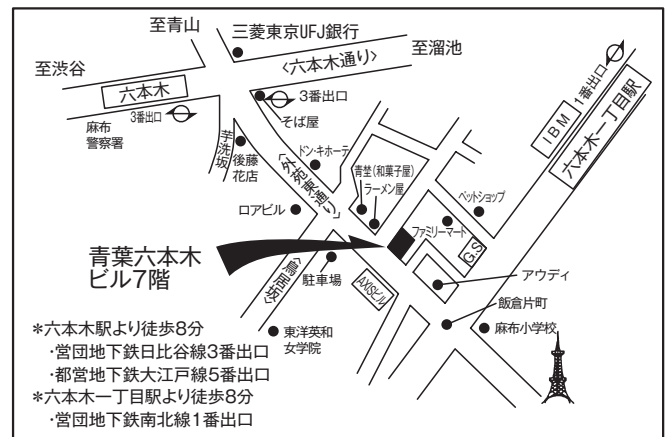 至青山
三菱東京UFJ銀行
至渋谷
〈六本木通り〉
至溜池
六本木
3番出口
麻布
警察署
3番出口
そば屋
芋洗坂
後藤
花店
ドン・キホーテ
〈外苑東通り〉
青埜(和菓子屋)
ラーメン屋
IBM
1番出口
六本木一丁目駅
ペットショップ
ファミリーマート
G.S
ロアビル
青葉六本木
ビル7階
〈鳥居坂〉
駐車場
AXISビル
アウディ
飯倉片町
麻布小学校
東洋英和
女学院
*六本木駅より徒歩8分
・営団地下鉄日比谷線3番出口
・都営地下鉄大江戸線5番出口
*六本木一丁目駅より徒歩8分
・営団地下鉄南北線1番出口